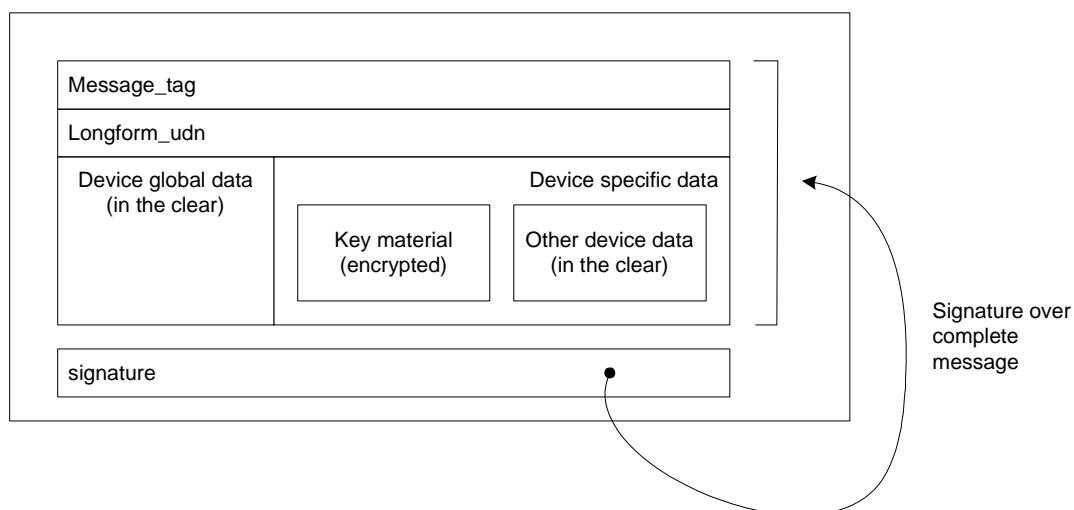 Message_tag
Longform_udn
Device global data
(in the clear)
Device specific data
Key material
(encrypted)
Other device data
(in the clear)
Signature over
complete
message
signature